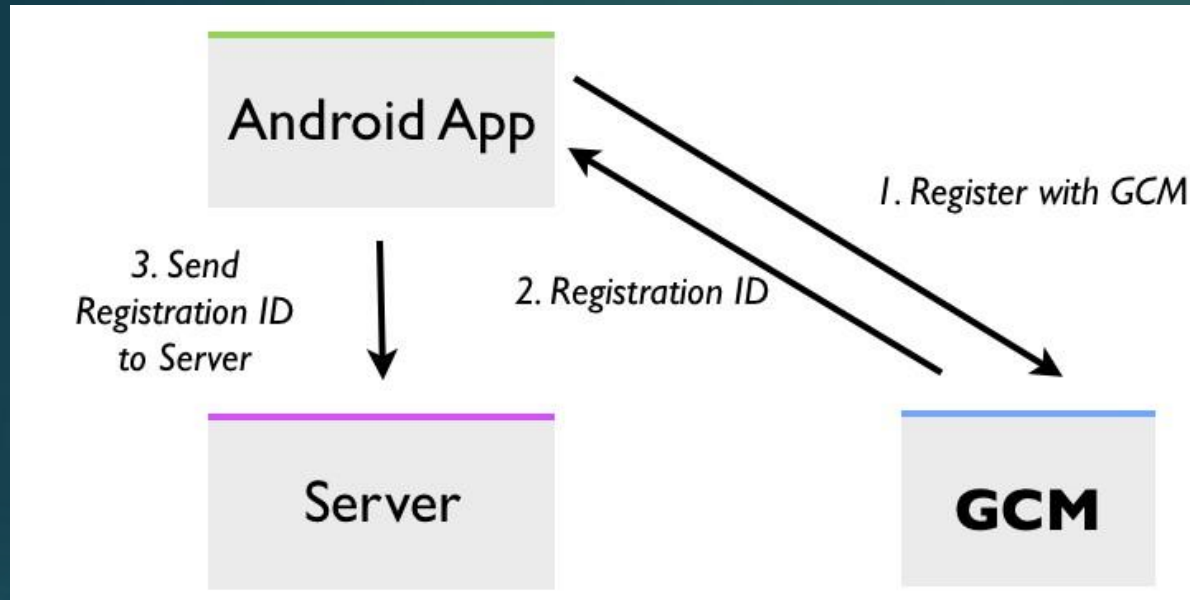 Android App
1. Register with GCM
3. Send
Registration ID
to Server
2. Registration ID
Server
GCM